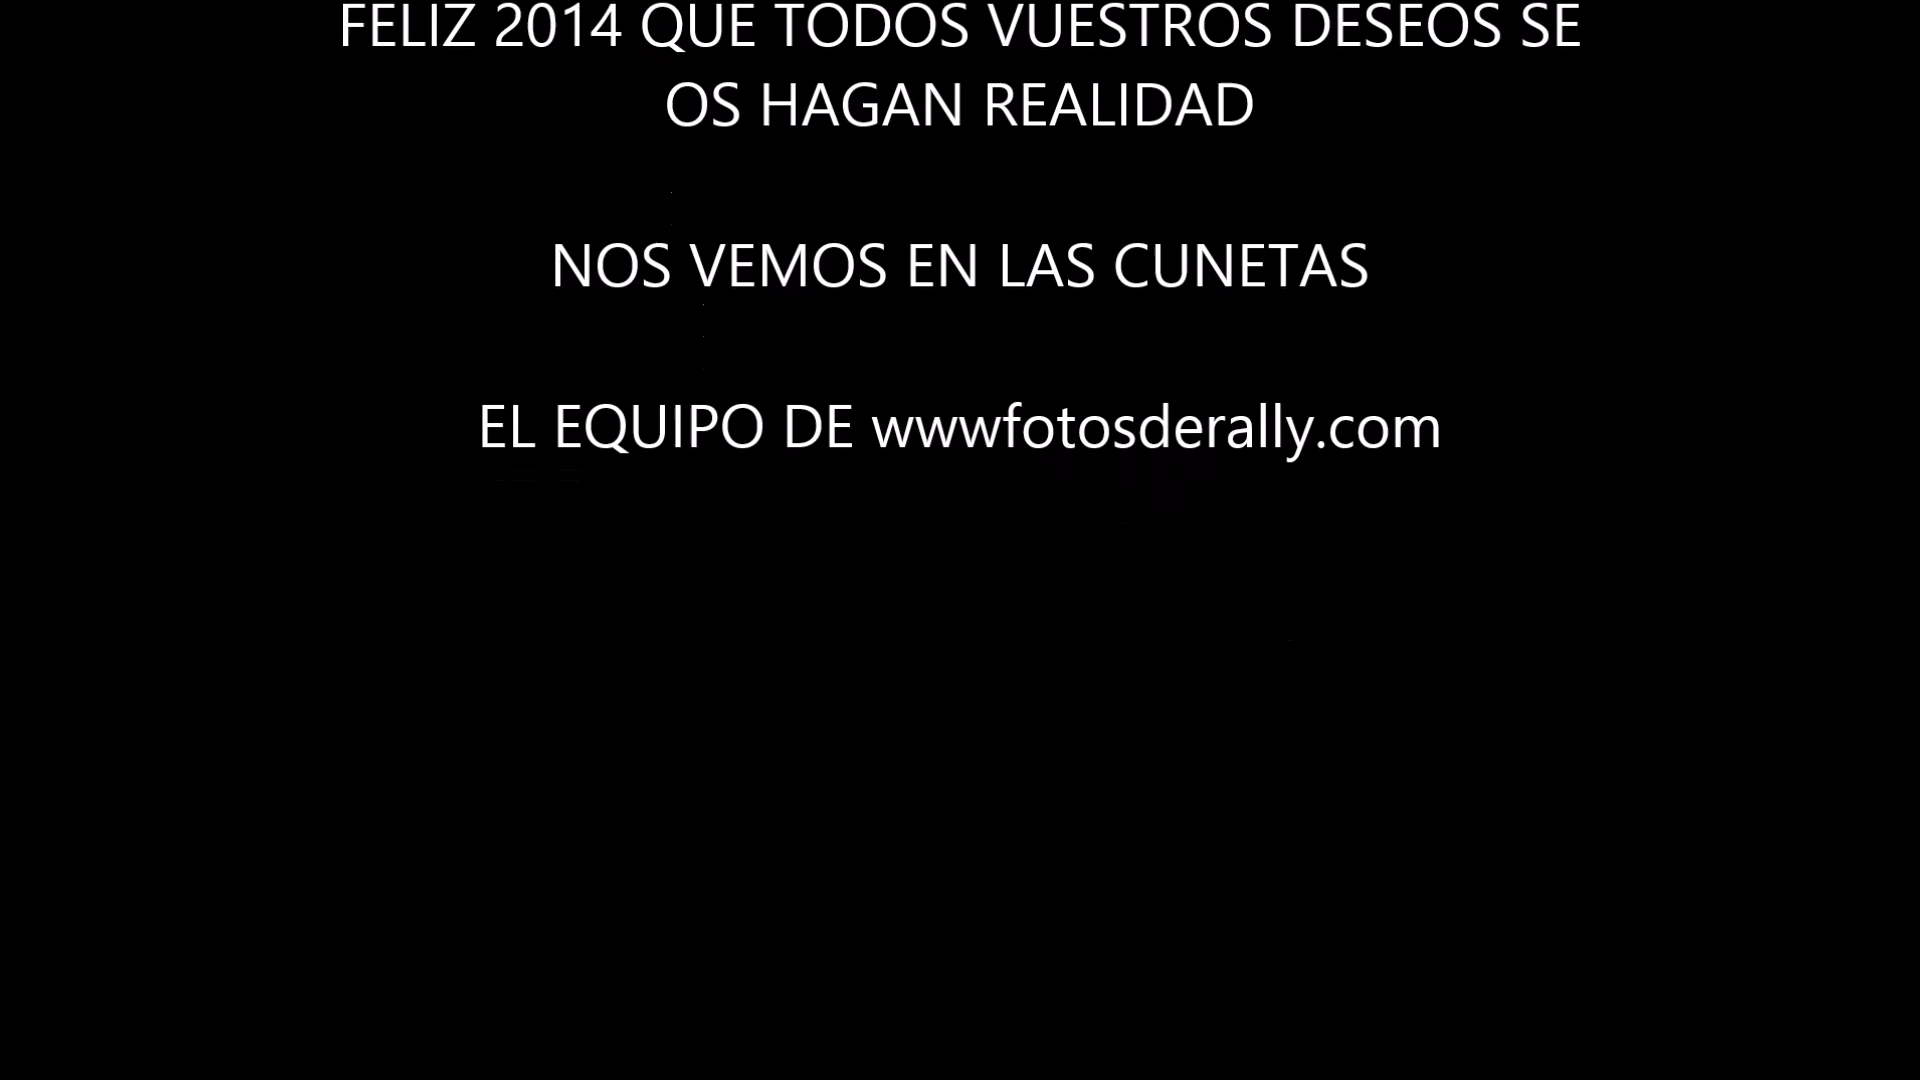 FELIZ 2014 QUE TODOS VUESTROS DESEOS SE
OS HAGAN REALIDAD
NOS VEMOS EN LAS CUNETAS
EL EQUIPO DE wwwfotosderally.com